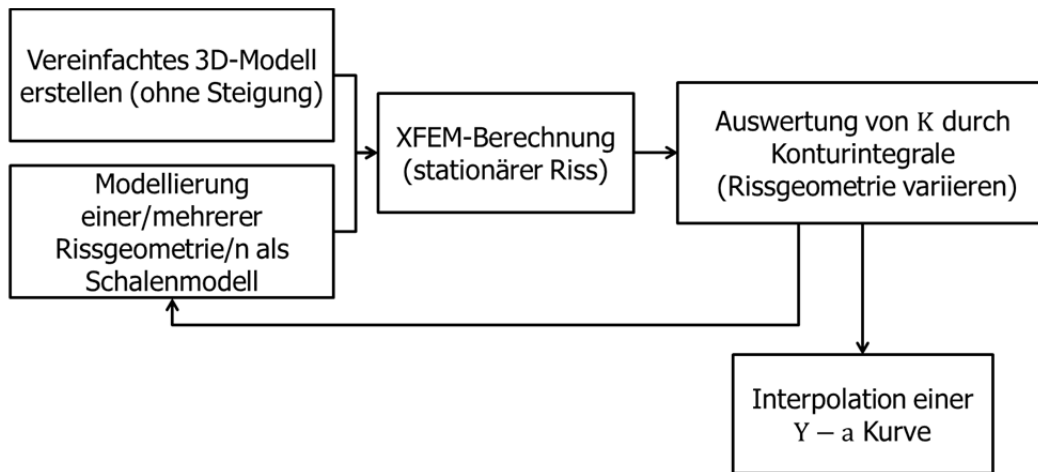 Vereinfachtes 3D-Modell
erstellen (ohne Steigung)
Modellierung
einer/mehrerer
Rissgeometrie/n als
Schalenmodell
XFEM-Berechnung
(stationärer Riss)
Auswertung von K durch
Konturintegrale
(Rissgeometrie variieren)
Interpolation einer
Y – a Kurve